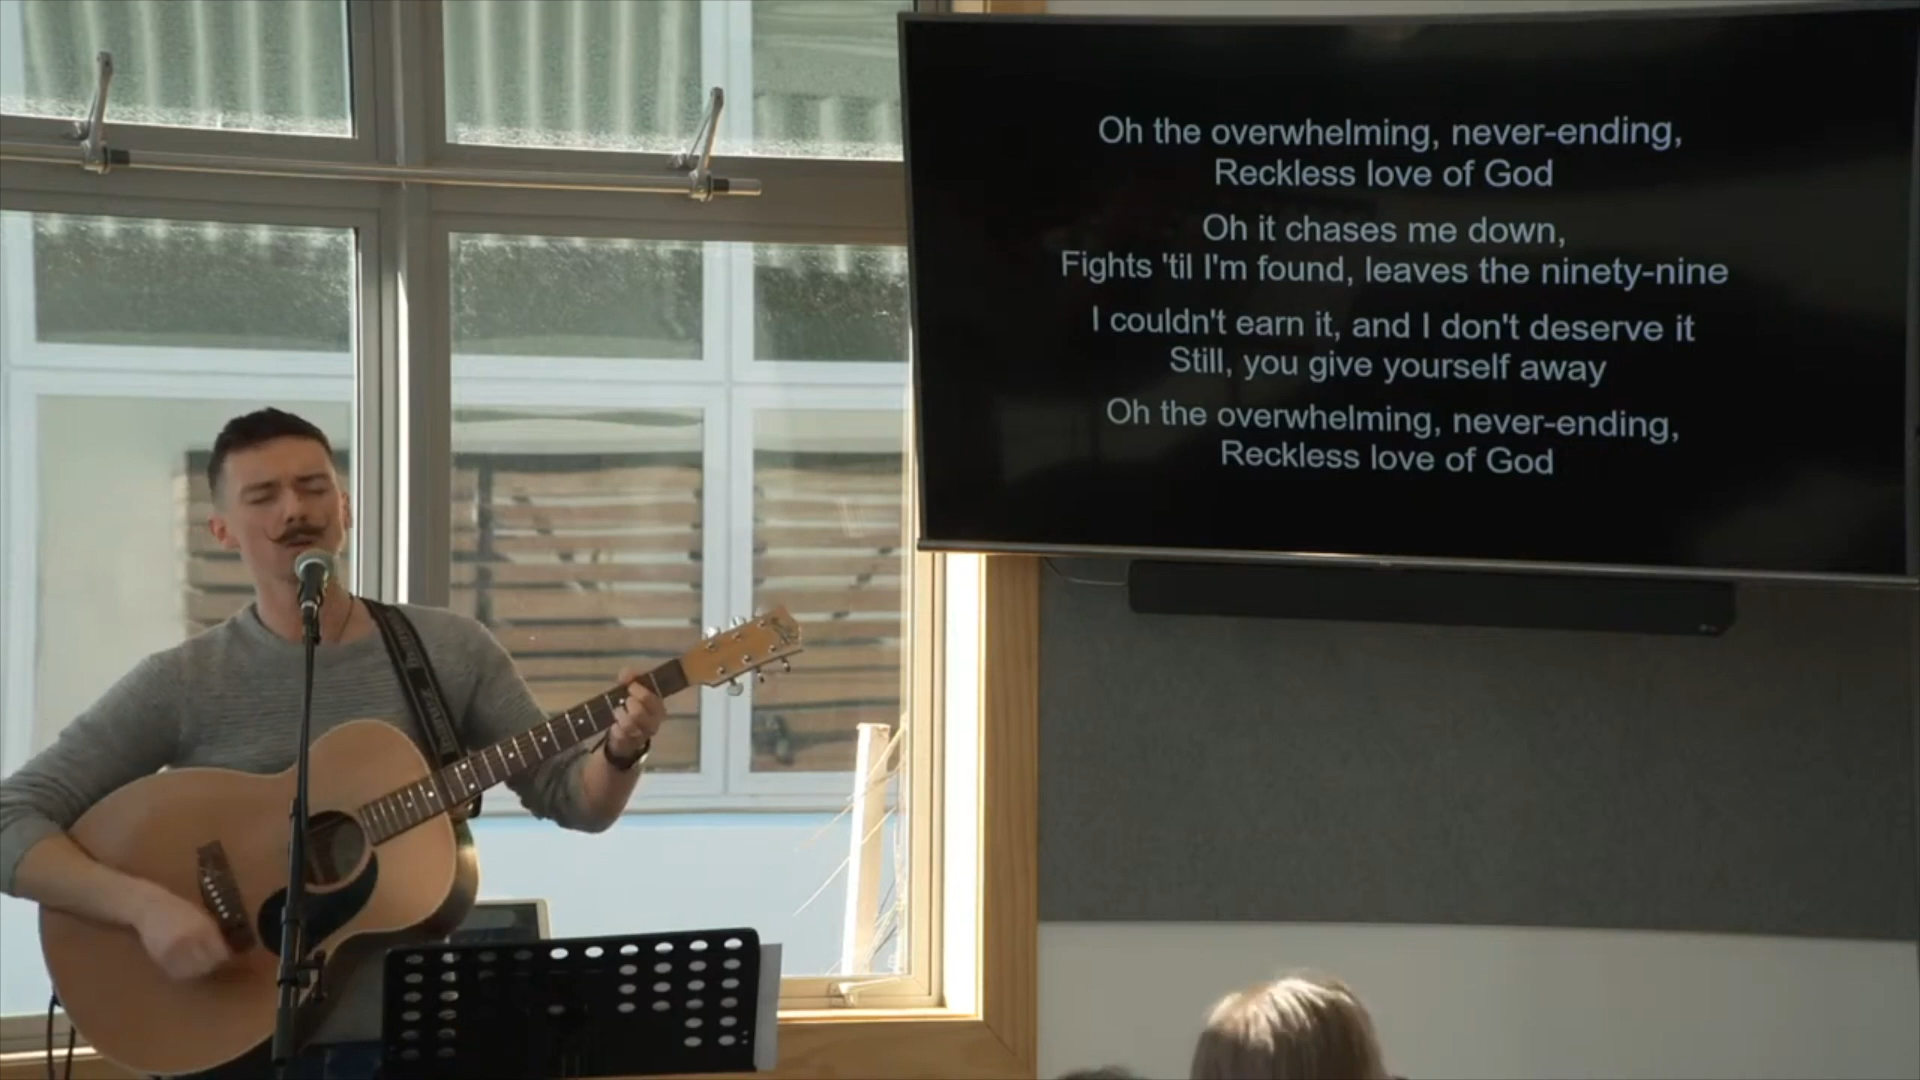 Oh the overwhelming, never-ending,
Reckless love of God
Oh it chases me down,
Fights 'til I'm found, leaves the ninety-nine
I couldn't earn it, and I don't deserve it
Still, you give yourself away
Oh the overwhelming, never-ending,
Reckless love of God